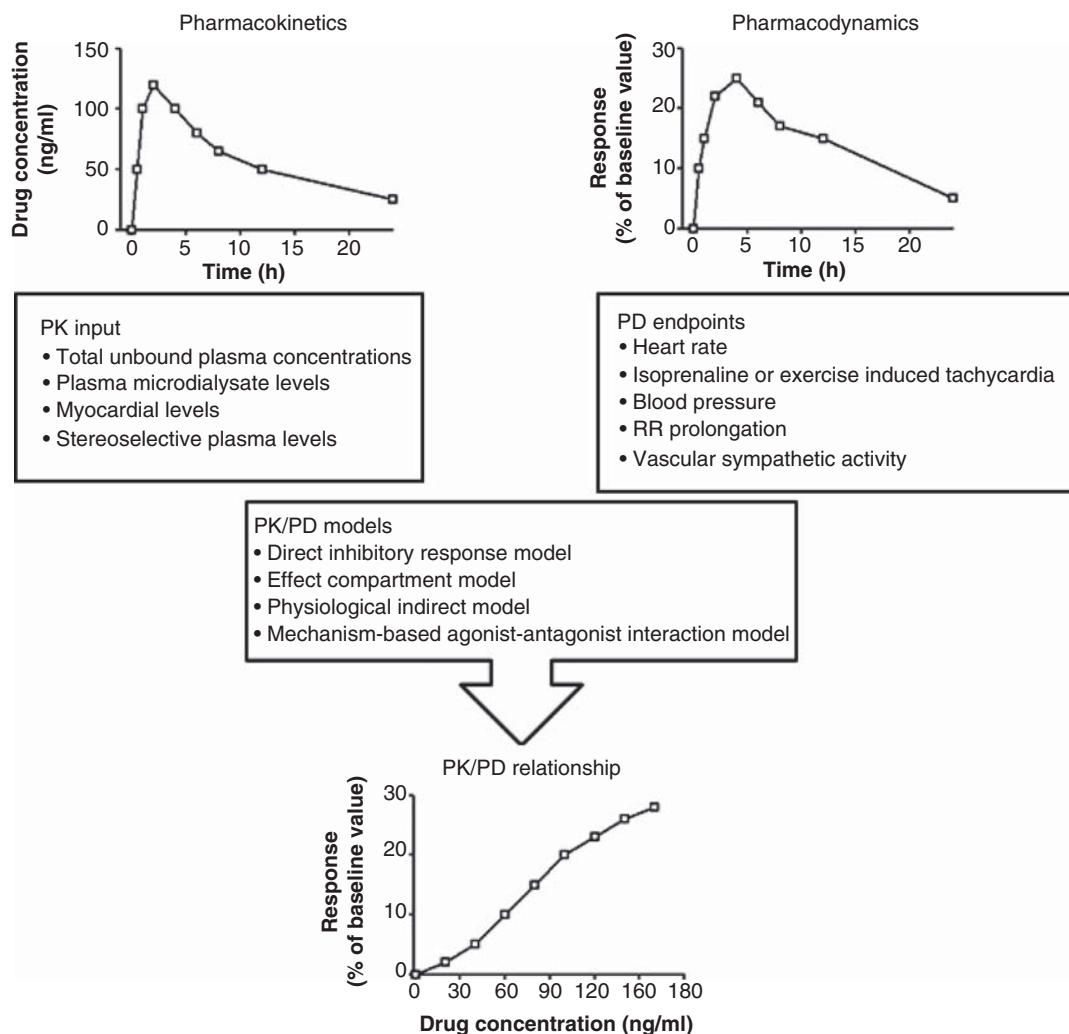 Pharmacokinetics
Drug concentration
(ng/ml)
150
100
50
0
0 5 10 15 20
Time (h)
Pharmacodynamics
Response
(% of baseline value)
30
20
10
0
0 5 10 15 20
Time (h)
PK input
• Total unbound plasma concentrations
• Plasma microdialysate levels
• Myocardial levels
• Stereoselective plasma levels
PD endpoints
• Heart rate
• Isoprenaline or exercise induced tachycardia
• Blood pressure
• RR prolongation
• Vascular sympathetic activity
PK/PD models
• Direct inhibitory response model
• Effect compartment model
• Physiological indirect model
• Mechanism-based agonist-antagonist interaction model
PK/PD relationship
Response
(% of baseline value)
30
20
10
0
0 30 60 90 120 160 180
Drug concentration (ng/ml)